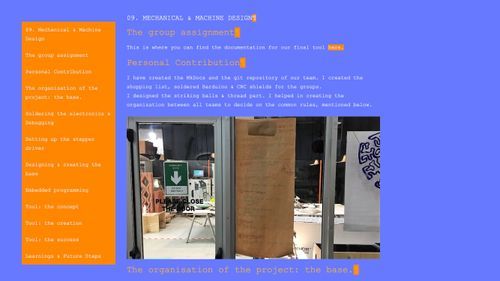 09. Mechanical & Machine
Design
The group assignment
Personal Contribution
The organisation of the
project: the base.
Soldering the electronics &
Debugging
Setting up the stepper
driver
Designing & Creating the
Base
Embedded programming
Tool: the concept
Tool: the creation
Tool: the success
Learnings & Future Steps
09. MECHANICAL & MACHINE DESIGN¶
The group assignment¶
This is where you can find the documentation for our final tool here.
Personal Contribution¶
I have created the MkDocs and the git repository of our team. I created the
shopping list, soldered Barduino & CNC shields for the groups.
I designed the striking balls & thread part. I helped in creating the
organisation between all teams to decide on the common rules, mentioned below.
PLEASE CLOSE
THE DOOR
The organisation of the project: the base.